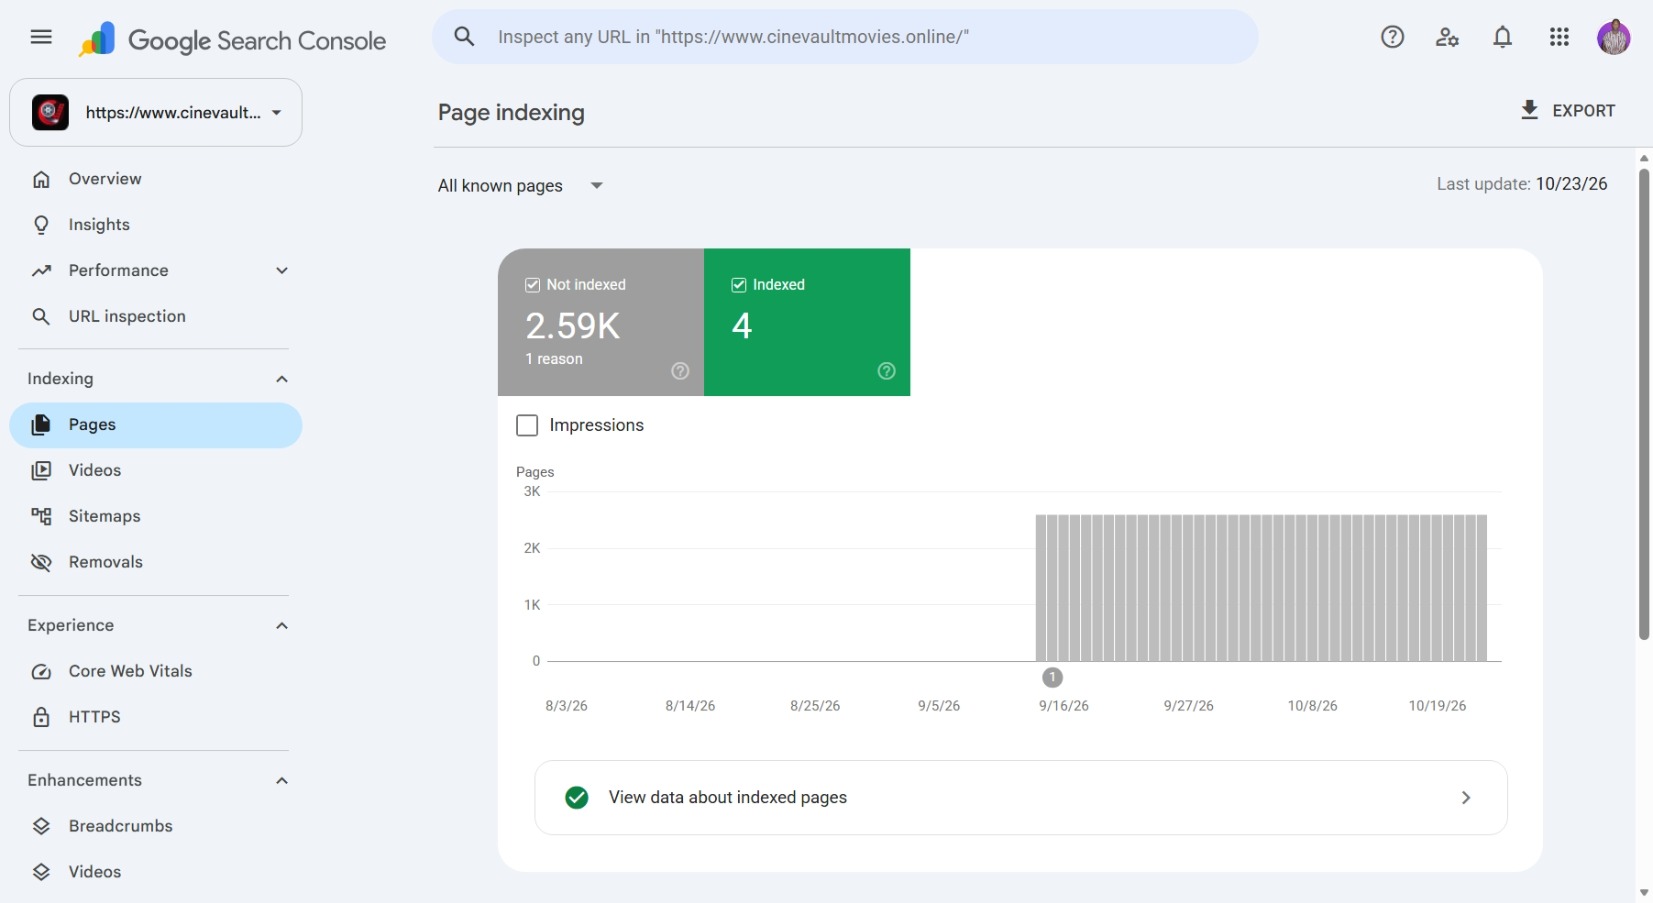 Google Search Console
Inspect any URL in "https://www.cinevaultmovies.online/"
https://www.cinevault...
Page indexing
EXPORT
Overview
Insights
Performance
URL inspection
Indexing
Pages
Videos
Sitemaps
Removals
Experience
Core Web Vitals
HTTPS
Enhancements
Breadcrumbs
Videos
All known pages
Last update: 10/23/26
Not indexed
2.59K
1 reason
Indexed
4
Impressions
Pages
3K
2K
1K
0
1
8/3/26 8/14/26 8/25/26 9/5/26 9/16/26 9/27/26 10/8/26 10/19/26
View data about indexed pages